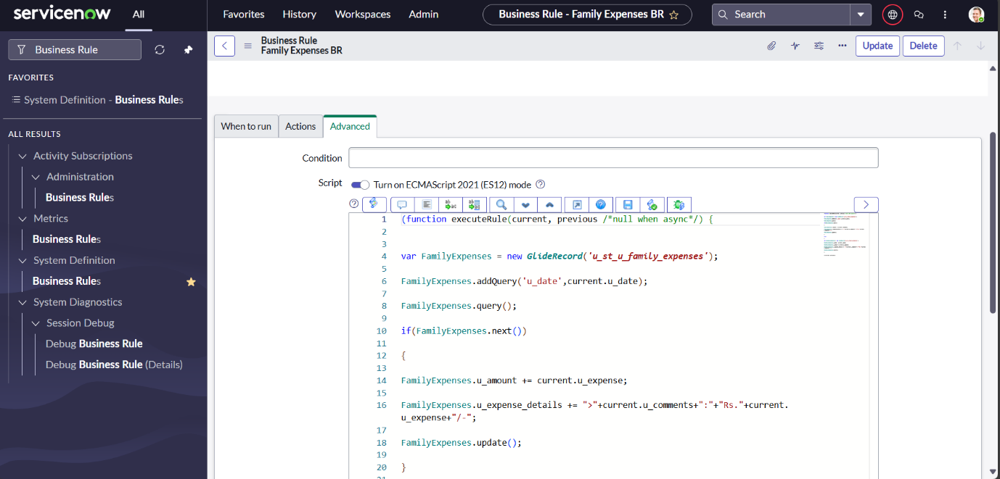 servicenow All Favorites History Workspaces Admin Business Rule - Family Expenses BR Search
Business Rule
FAVORITES
System Definition - Business Rules
ALL RESULTS
Activity Subscriptions
Administration
Business Rules
Metrics
Business Rules
System Definition
Business Rules
System Diagnostics
Session Debug
Debug Business Rule
Debug Business Rule (Details)
Business Rule
Family Expenses BR
Update Delete
When to run Actions Advanced
Condition
Script Turn on ECMAScript 2021 (ES12) mode
1 (function executeRule(current, previous /*null when async*/) {
2
3
4 var FamilyExpenses = new GlideRecord('u_st_u_family_expenses');
5
6 FamilyExpenses.addQuery('u_date',current.u_date);
7
8 FamilyExpenses.query();
9
10 if(FamilyExpenses.next())
11
12 {
13
14 FamilyExpenses.u_amount += current.u_expense;
15
16 FamilyExpenses.u_expense_details += ">"+current.u_comments+":"+"Rs."+current.
u_expense+"/-";
17
18 FamilyExpenses.update();
19
20 }